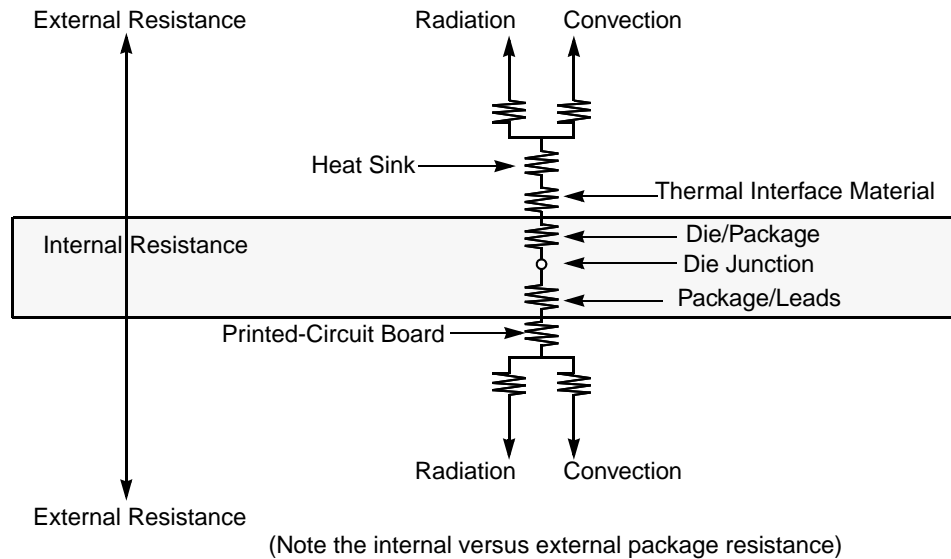 External Resistance
Radiation
Convection
Heat Sink
Thermal Interface Material
Internal Resistance
Die/Package
Die Junction
Package/Leads
Printed-Circuit Board
Radiation
Convection
External Resistance
(Note the internal versus external package resistance)